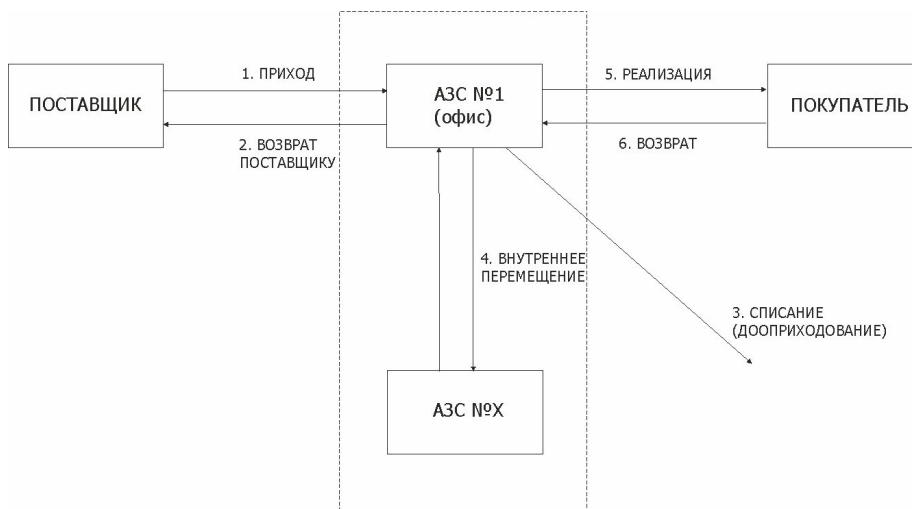 1. ПРИХОД
5. РЕАЛИЗАЦИЯ
ПОСТАВЩИК
АЗС №1
(офис)
ПОКУПАТЕЛЬ
2. ВОЗВРАТ
ПОСТАВЩИКУ
6. ВОЗВРАТ
4. ВНУТРЕННЕЕ
ПЕРЕМЕЩЕНИЕ
3. СПИСАНИЕ
(ДООПРИХОДОВАНИЕ)
АЗС №X